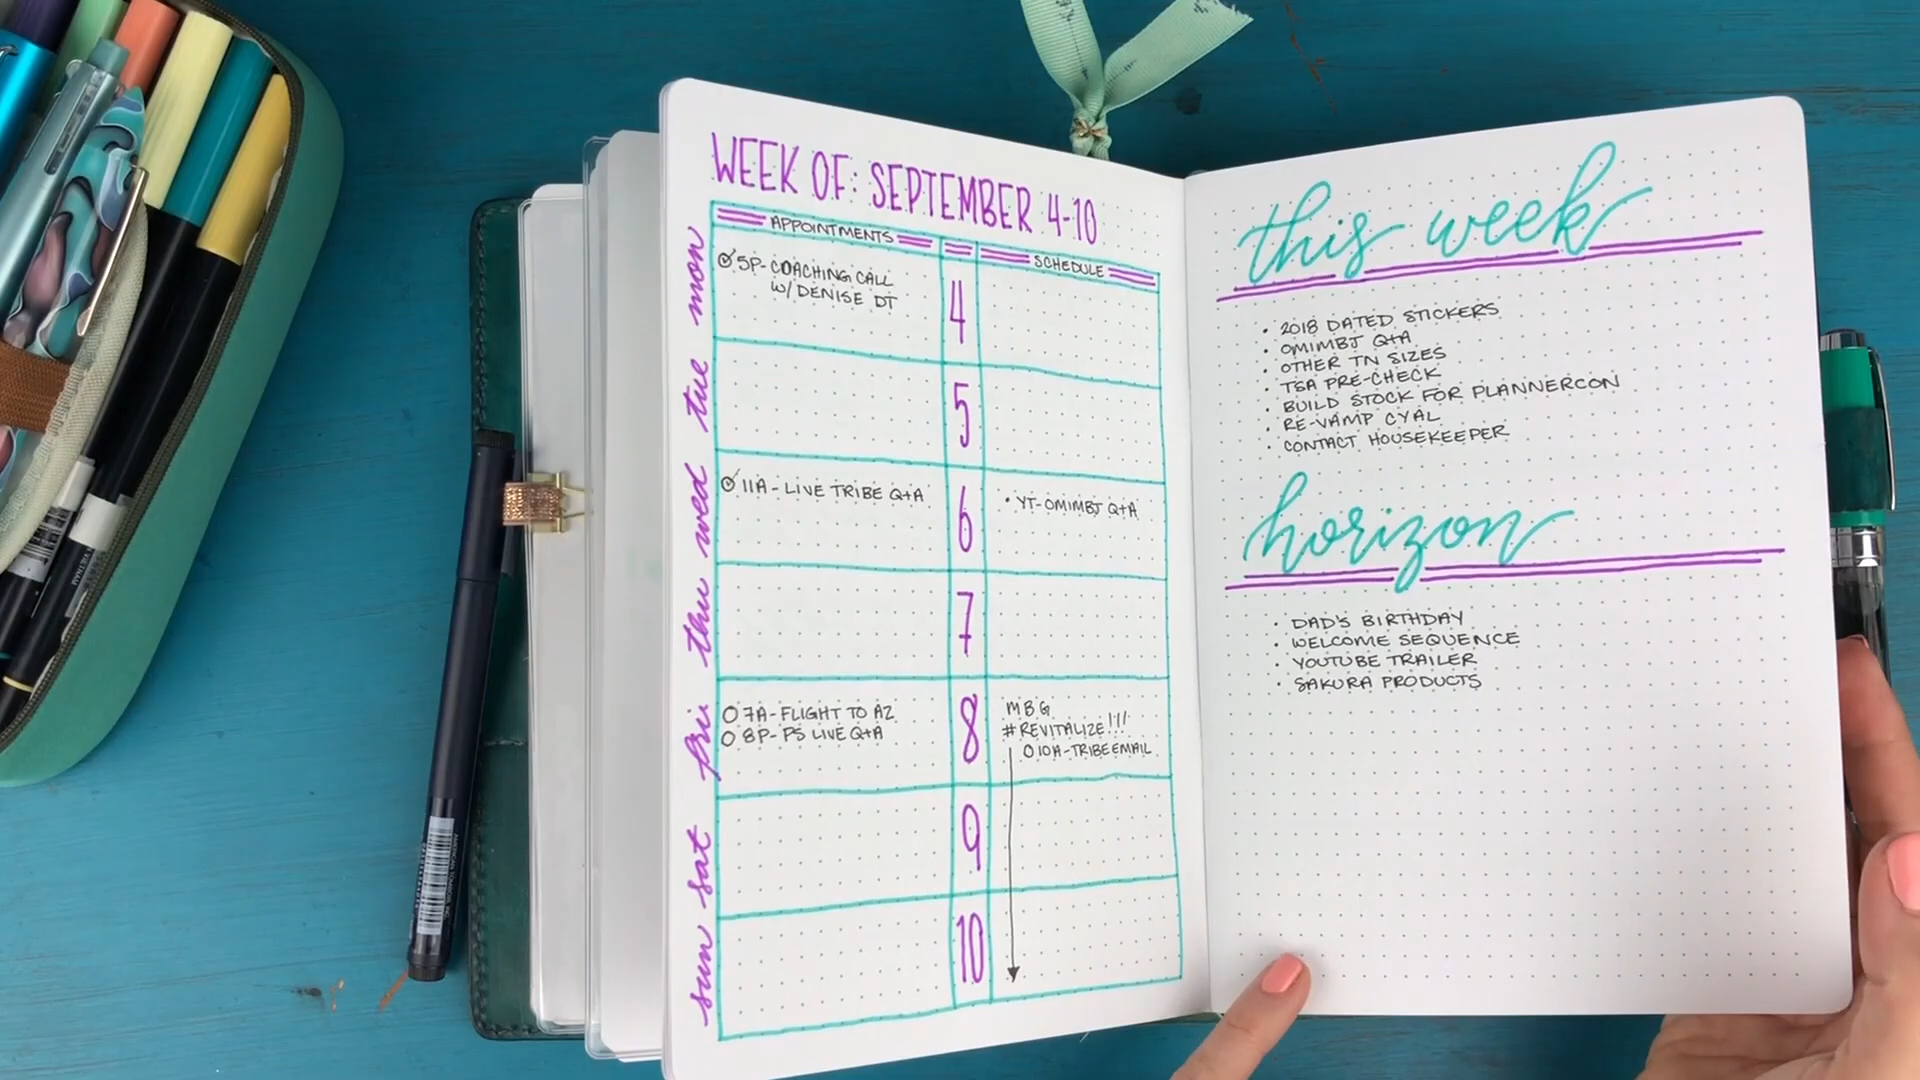 WEEK OF: SEPTEMBER 4-10
APPOINTMENTS
SCHEDULE
mon
4
5P-COACHING CALL
W/DENISE DT
tue
5
wed
6
11A-LIVE TRIBE Q+A
• YT-OMIMBJ Q+A
thu
7
fri
8
7A-FLIGHT TO AZ
8P-PS LIVE Q+A
MBG
#REVITALIZE!!!
10A-TRIBE EMAIL
sat
9
sun
10
this week
• 2018 DATED STICKERS
• OMIMBJ Q+A
• OTHER TN SIZES
• TSA PRE-CHECK
• BUILD STOCK FOR PLANNERCON
• RE-VAMP CYAL
• CONTACT HOUSEKEEPER
horizon
• DAD'S BIRTHDAY
• WELCOME SEQUENCE
• YOUTUBE TRAILER
• SAKURA PRODUCTS
VIETNAM